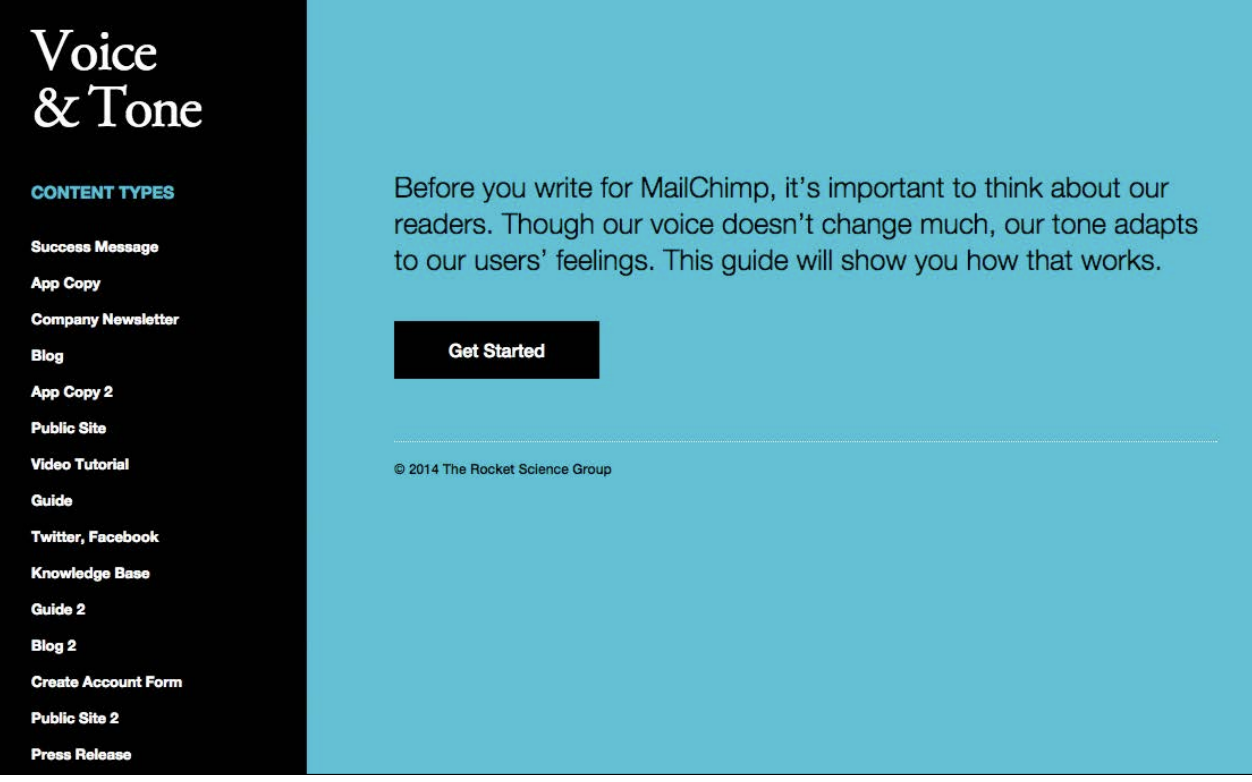 Voice
& Tone
CONTENT TYPES
Success Message
App Copy
Company Newsletter
Blog
App Copy 2
Public Site
Video Tutorial
Guide
Twitter, Facebook
Knowledge Base
Guide 2
Blog 2
Create Account Form
Public Site 2
Press Release
Before you write for MailChimp, it’s important to think about our
readers. Though our voice doesn’t change much, our tone adapts
to our users’ feelings. This guide will show you how that works.
Get Started
© 2014 The Rocket Science Group